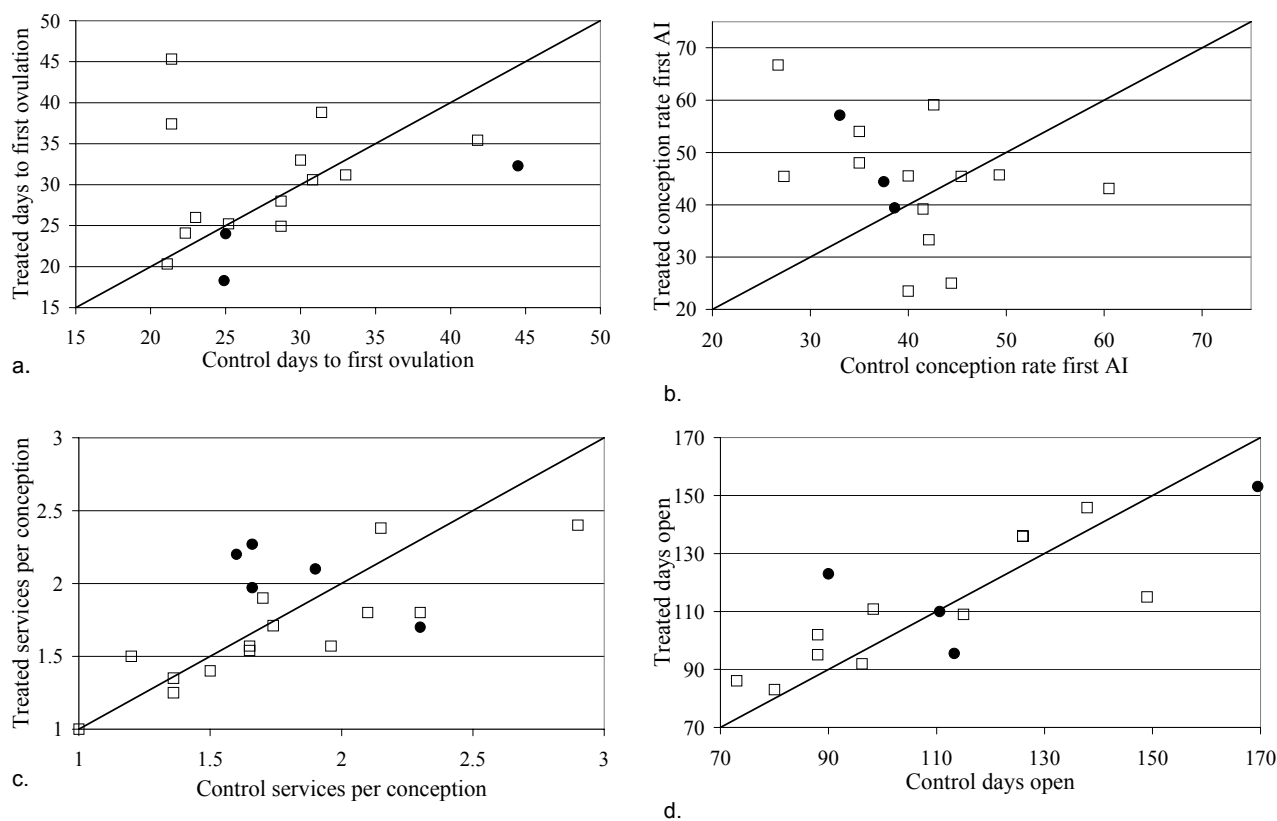 Treated days to first ovulation
50
45
40
35
30
25
20
15
15 20 25 30 35 40 45 50
Control days to first ovulation
a.
Treated conception rate first AI
70
60
50
40
30
20
20 30 40 50 60 70
Control conception rate first AI
b.
Treated services per conception
3
2.5
2
1.5
1
1 1.5 2 2.5 3
Control services per conception
c.
Treated days open
170
150
130
110
90
70
70 90 110 130 150 170
Control days open
d.